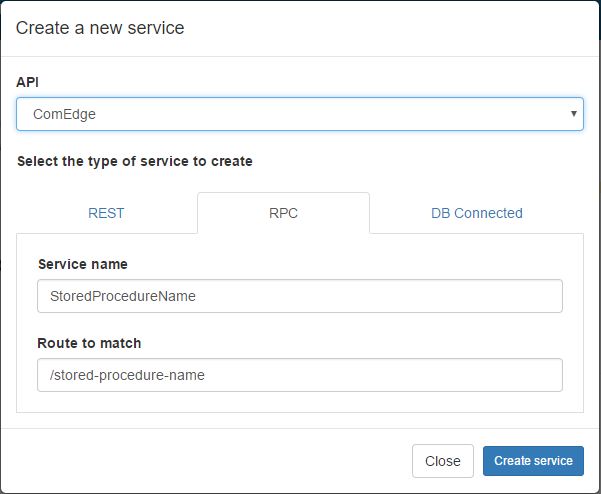 Create a new service
API
ComEdge
Select the type of service to create
REST RPC DB Connected
Service name
StoredProcedureName
Route to match
/stored-procedure-name
Close Create service